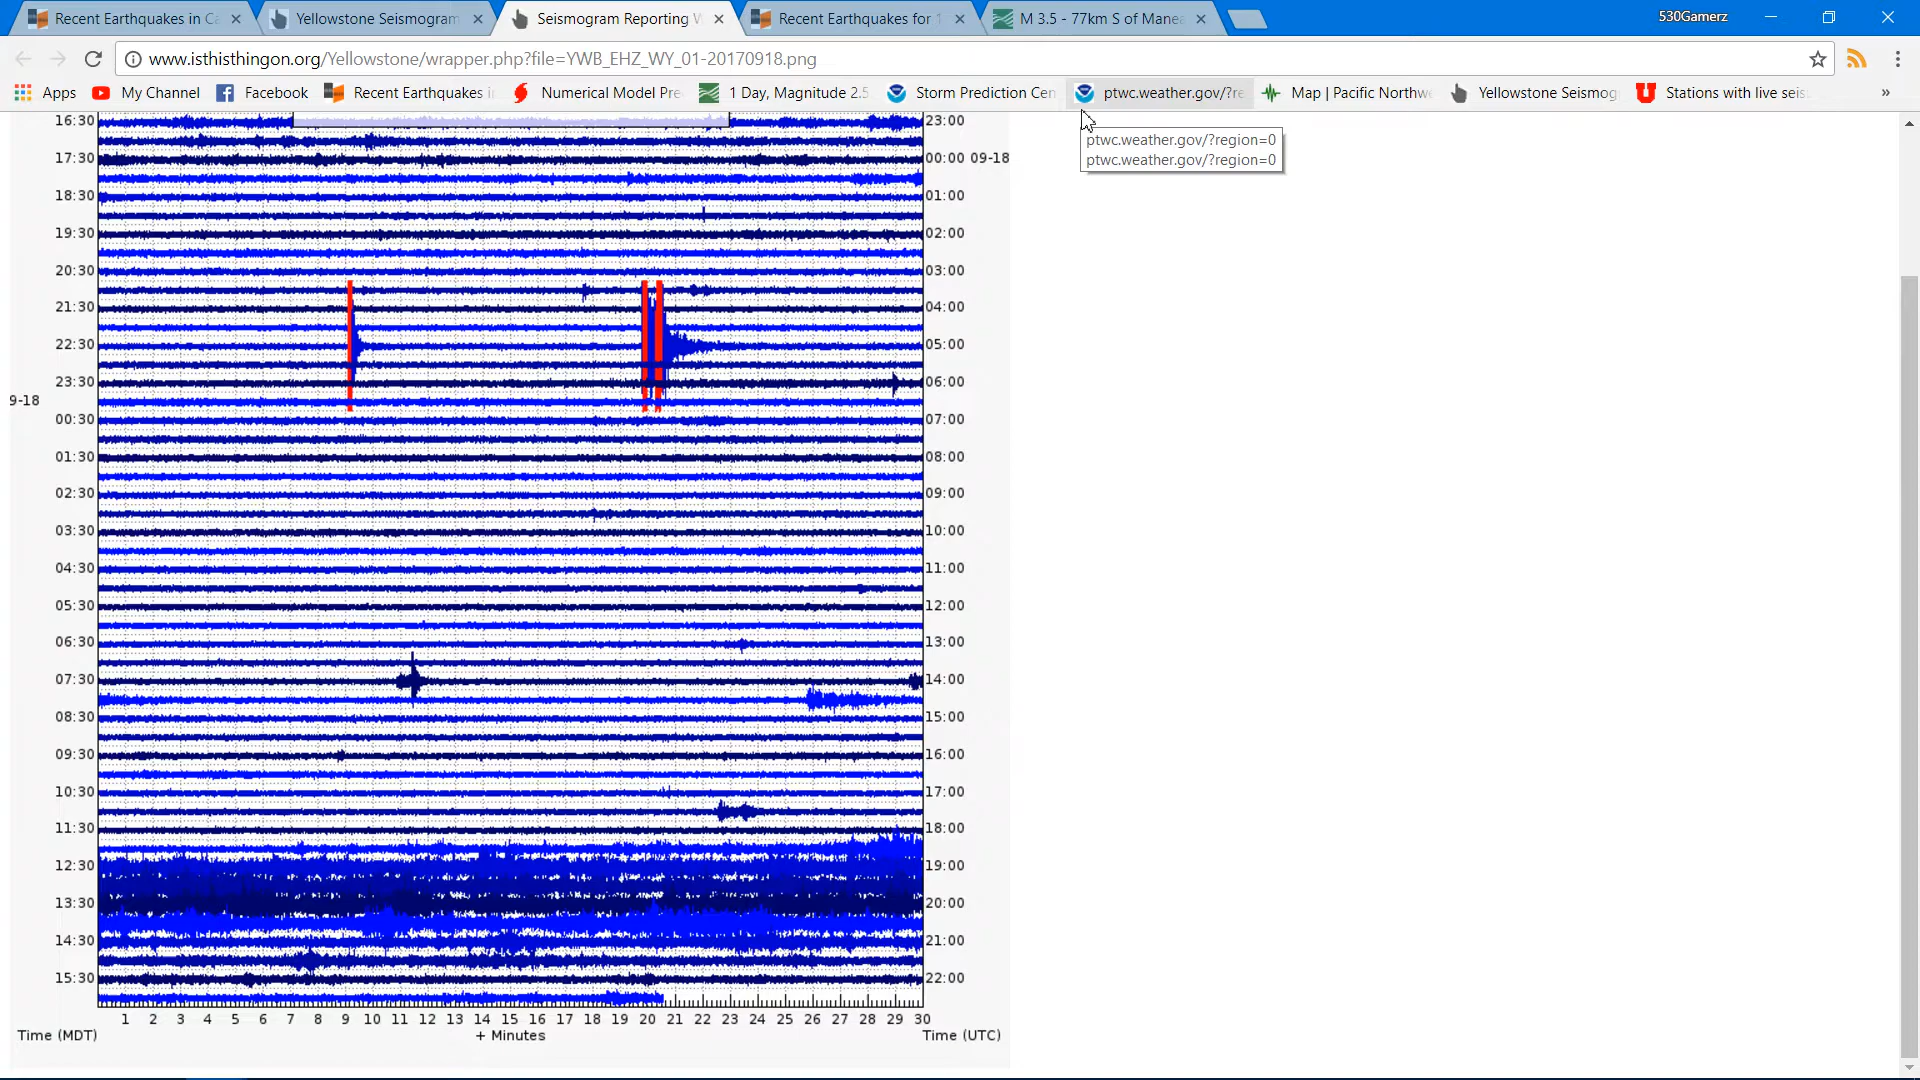 Recent Earthquakes in Ca
Yellowstone Seismogram
Seismogram Reporting W
Recent Earthquakes for 1
M 3.5 - 77km S of Manea
530Gamerz
www.isthisthingon.org/Yellowstone/wrapper.php?file=YWB_EHZ_WY_01-20170918.png
Apps
My Channel
Facebook
Recent Earthquakes i
Numerical Model Pre
1 Day, Magnitude 2.5
Storm Prediction Cen
ptwc.weather.gov/?re
Map | Pacific Northwe
Yellowstone Seismog
Stations with live seis
»
ptwc.weather.gov/?region=0
ptwc.weather.gov/?region=0
16:30 23:00
17:30 00:00 09-18
18:30 01:00
19:30 02:00
20:30 03:00
21:30 04:00
22:30 05:00
23:30 06:00
9-18
00:30 07:00
01:30 08:00
02:30 09:00
03:30 10:00
04:30 11:00
05:30 12:00
06:30 13:00
07:30 14:00
08:30 15:00
09:30 16:00
10:30 17:00
11:30 18:00
12:30 19:00
13:30 20:00
14:30 21:00
15:30 22:00
1 2 3 4 5 6 7 8 9 10 11 12 13 14 15 16 17 18 19 20 21 22 23 24 25 26 27 28 29 30
Time (MDT) + Minutes Time (UTC)